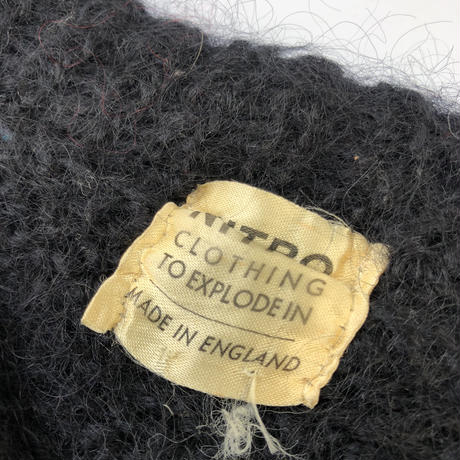 NITRO
CLOTHING
TO EXPLODE IN
MADE IN ENGLAND